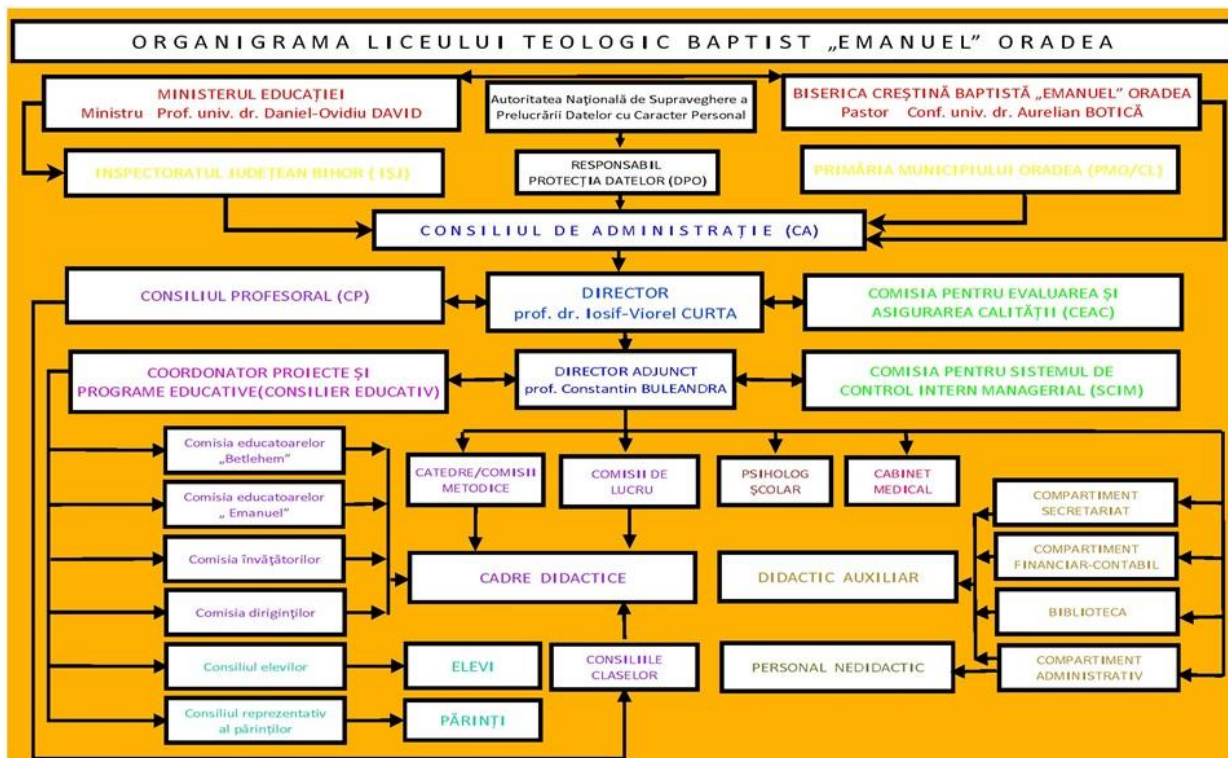 ORGANIGRAMA LICEULUI TEOLOGIC BAPTIST „EMANUEL” ORADEA
MINISTERUL EDUCAȚIEI
Ministru Prof. univ. dr. Daniel-Ovidiu DAVID
Autoritatea Națională de Supraveghere a
Prelucrării Datelor cu Caracter Personal
BISERICA CREȘTINĂ BAPTISTĂ „EMANUEL” ORADEA
Pastor Conf. univ. dr. Aurelian BOTICĂ
INSPECTORATUL JUDEȚEAN BIHOR ( IȘJ)
RESPONSABIL
PROTECȚIA DATELOR (DPO)
PRIMĂRIA MUNICIPIULUI ORADEA (PMO/CL)
CONSILIUL DE ADMINISTRAȚIE (CA)
CONSILIUL PROFESORAL (CP)
DIRECTOR
prof. dr. Iosif-Viorel CURTA
COMISIA PENTRU EVALUAREA ȘI
ASIGURAREA CALITĂȚII (CEAC)
COORDONATOR PROIECTE ȘI
PROGRAME EDUCATIVE(CONSILIER EDUCATIV)
DIRECTOR ADJUNCT
prof. Constantin BULEANDRA
COMISIA PENTRU SISTEMUL DE
CONTROL INTERN MANAGERIAL (SCIM)
Comisia educatoarelor
„Betlehem”
CATEDRE/COMISII
METODICE
COMISII DE
LUCRU
PSIHOLOG
ȘCOLAR
CABINET
MEDICAL
Comisia educatoarelor
„ Emanuel”
COMPARTIMENT
SECRETARIAT
Comisia învățătorilor
CADRE DIDACTICE
DIDACTIC AUXILIAR
COMPARTIMENT
FINANCIAR-CONTABIL
Comisia diriginților
BIBLIOTECA
Consiliul elevilor
ELEVI
CONSILIILE
CLASELOR
PERSONAL NEDIDACTIC
COMPARTIMENT
ADMINISTRATIV
Consiliul reprezentativ
al părinților
PĂRINȚI